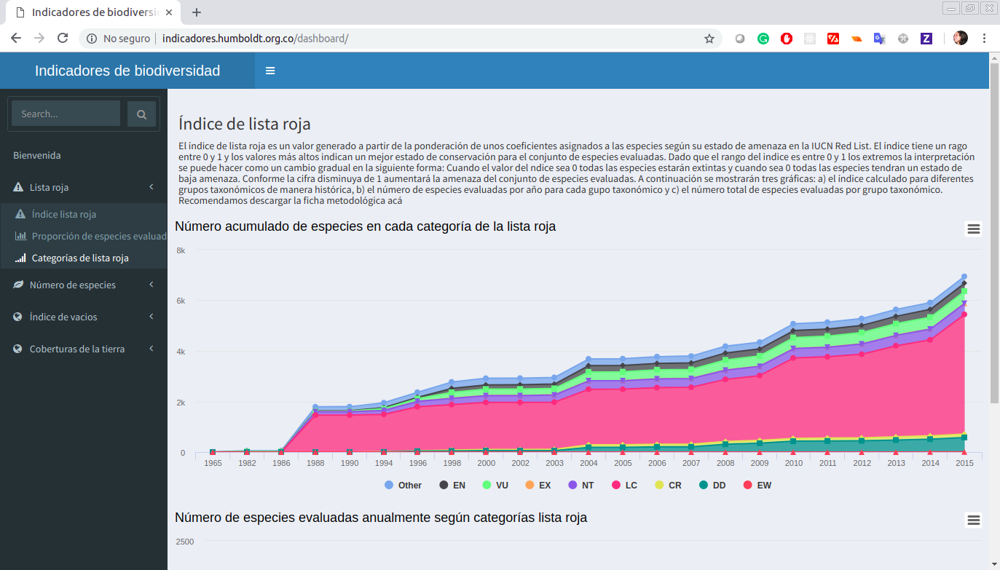 Indicadores de biodiversi
No seguro | indicadores.humboldt.org.co/dashboard/
Indicadores de biodiversidad
Search...
Bienvenida
Lista roja
Índice lista roja
Proporción de especies evaluad
Categorías de lista roja
Número de especies
Índice de vacios
Coberturas de la tierra
Índice de lista roja
El índice de lista roja es un valor generado a partir de la ponderación de unos coeficientes asignados a las especies según su estado de amenaza en la IUCN Red List. El índice tiene un rago
entre 0 y 1 y los valores más altos indican un mejor estado de conservación para el conjunto de especies evaluadas. Dado que el rango del indice es entre 0 y 1 los extremos la interpretación
se puede hacer como un cambio gradual en la siguiente forma: Cuando el valor del ndice sea 0 todas las especies estarán extintas y cuando sea 0 todas las especies tendran un estado de
baja amenaza. Conforme la cifra disminuya de 1 aumentará la amenaza del conjunto de especies evaluadas. A continuación se mostrarán tres gráficas: a) el índice calculado para diferentes
grupos taxonómicos de manera histórica, b) el número de especies evaluadas por año para cada gupo taxonómico y c) el número total de especies evaluadas por grupo taxonómico.
Recomendamos descargar la ficha metodológica acá
Número acumulado de especies en cada categoría de la lista roja
8k
6k
4k
2k
0
1965 1982 1986 1988 1990 1994 1996 1998 2000 2002 2003 2004 2005 2006 2007 2008 2009 2010 2011 2012 2013 2014 2015
Other EN VU EX NT LC CR DD EW
Número de especies evaluadas anualmente según categorías lista roja
2500